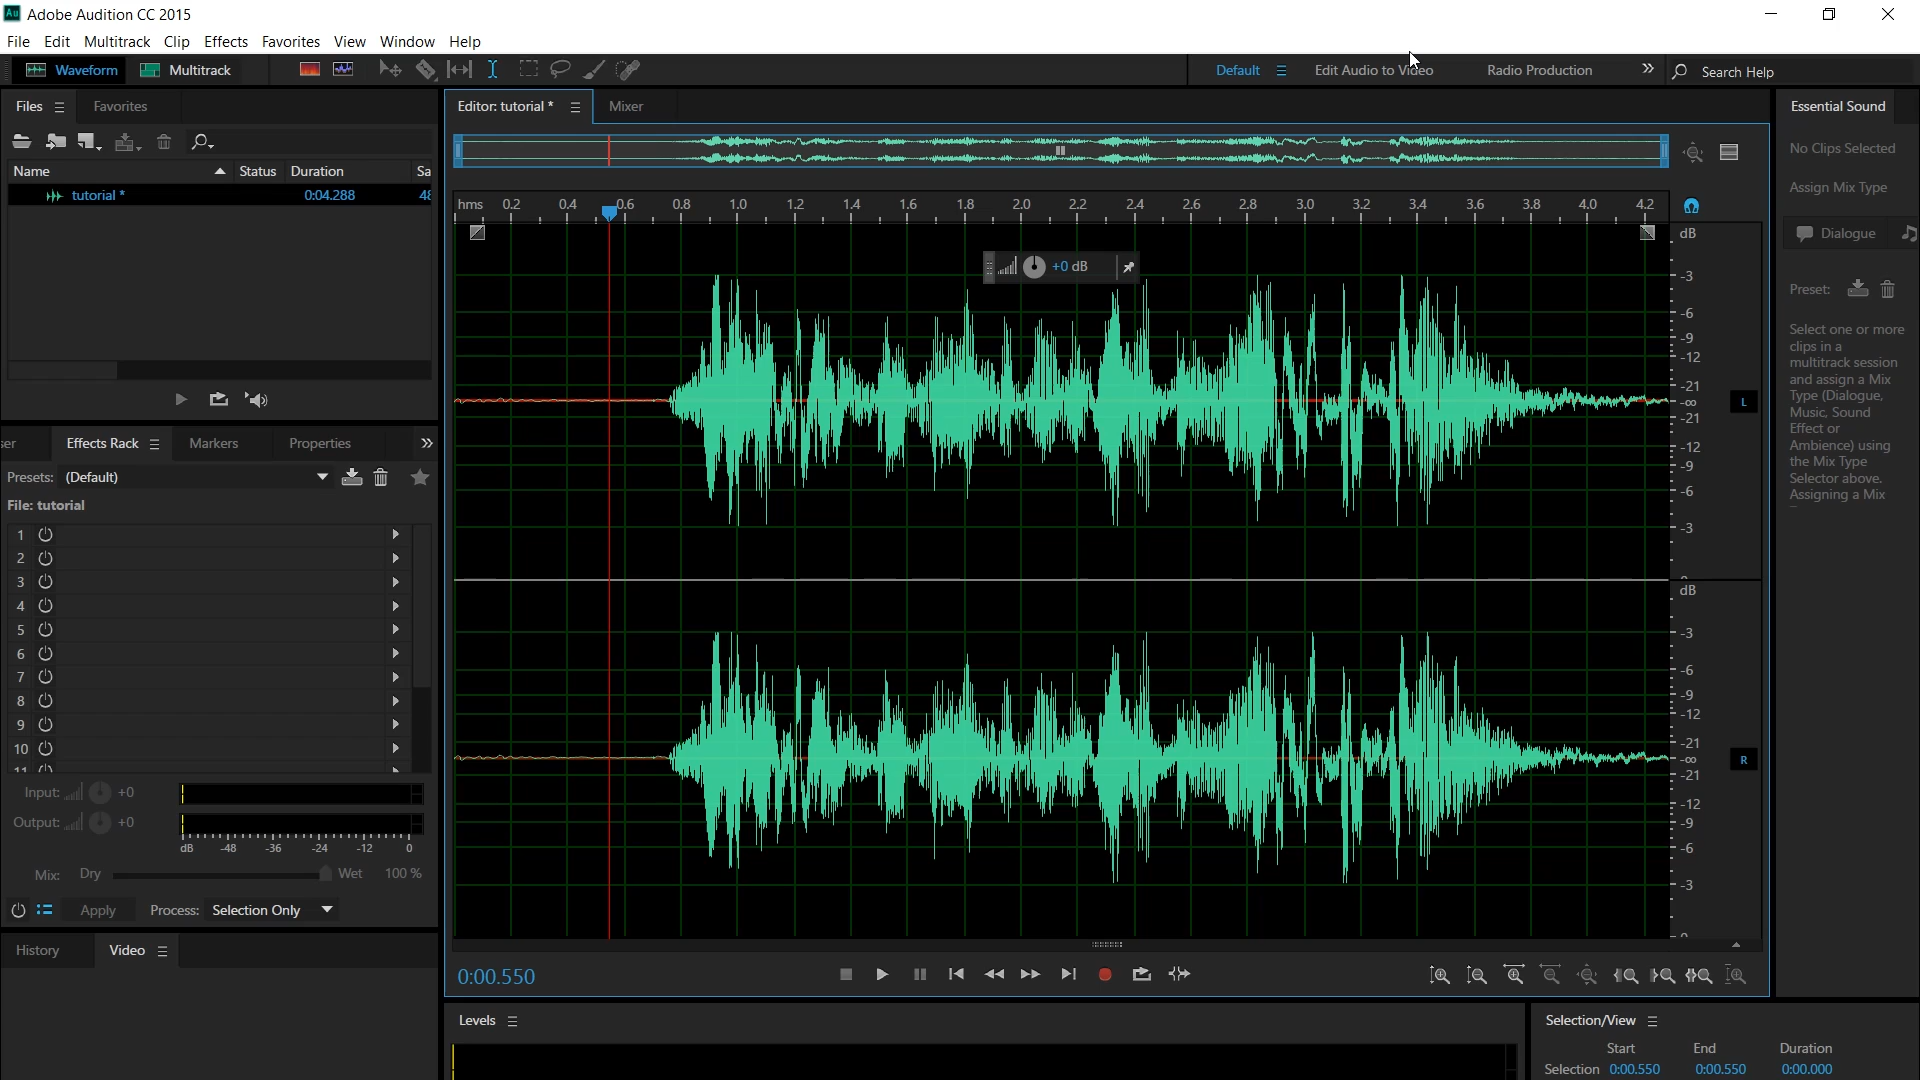 Au Adobe Audition CC 2015
File Edit Multitrack Clip Effects Favorites View Window Help
Waveform Multitrack
Default Edit Audio to Video Radio Production » Search Help
Files Favorites
Name Status Duration Sa
tutorial * 0:04.288 48
ser Effects Rack Markers Properties »
Presets: (Default)
File: tutorial
1
2
3
4
5
6
7
8
9
10
11
Input: +0
Output: +0
dB -48 -36 -24 -12 0
Mix: Dry Wet 100 %
Apply Process: Selection Only
History Video
Editor: tutorial * Mixer
hms 0.2 0.4 0.6 0.8 1.0 1.2 1.4 1.6 1.8 2.0 2.2 2.4 2.6 2.8 3.0 3.2 3.4 3.6 3.8 4.0 4.2
+0 dB
dB
-3
-6
-9
-12
-21
-∞
-21
-12
-9
-6
-3
L
dB
-3
-6
-9
-12
-21
-∞
-21
-12
-9
-6
-3
R
0:00.550
Levels
Essential Sound
No Clips Selected
Assign Mix Type
Dialogue
Preset:
Select one or more
clips in a
multitrack session
and assign a Mix
Type (Dialogue,
Music, Sound
Effect or
Ambience) using
the Mix Type
Selector above.
Assigning a Mix
Selection/View
Start End Duration
Selection 0:00.550 0:00.550 0:00.000